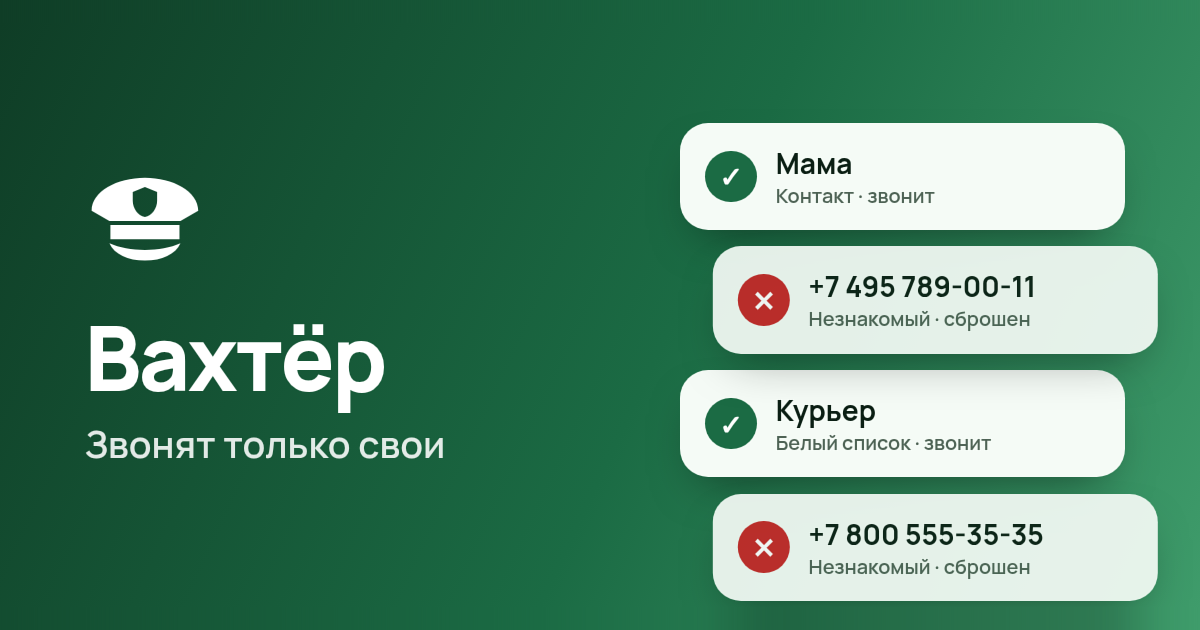 Вахтёр
Звонят только свои
Мама
Контакт · звонит
+7 495 789-00-11
Незнакомый · сброшен
Курьер
Белый список · звонит
+7 800 555-35-35
Незнакомый · сброшен